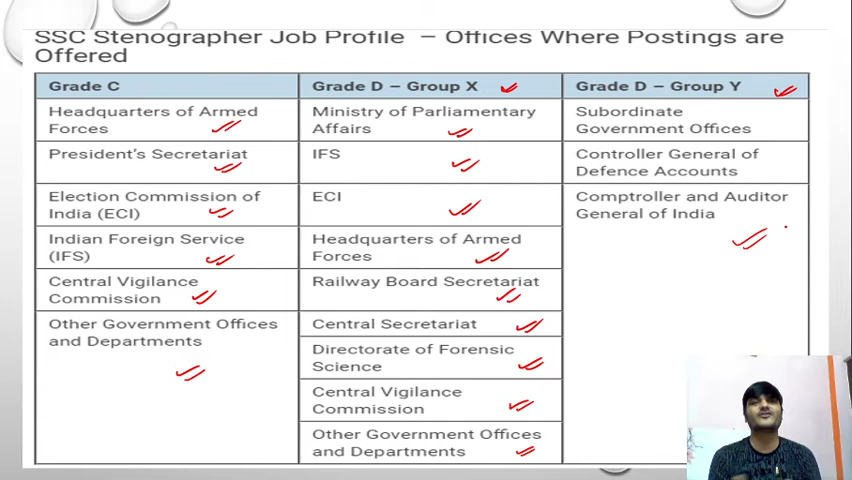 SSC Stenographer Job Profile – Offices Where Postings are
Offered
Grade C
Grade D – Group X
Grade D – Group Y
Headquarters of Armed
Forces
Ministry of Parliamentary
Affairs
Subordinate
Government Offices
President's Secretariat
IFS
Controller General of
Defence Accounts
Election Commission of
India (ECI)
ECI
Comptroller and Auditor
General of India
Indian Foreign Service
(IFS)
Headquarters of Armed
Forces
Central Vigilance
Commission
Railway Board Secretariat
Other Government Offices
and Departments
Central Secretariat
Directorate of Forensic
Science
Central Vigilance
Commission
Other Government Offices
and Departments